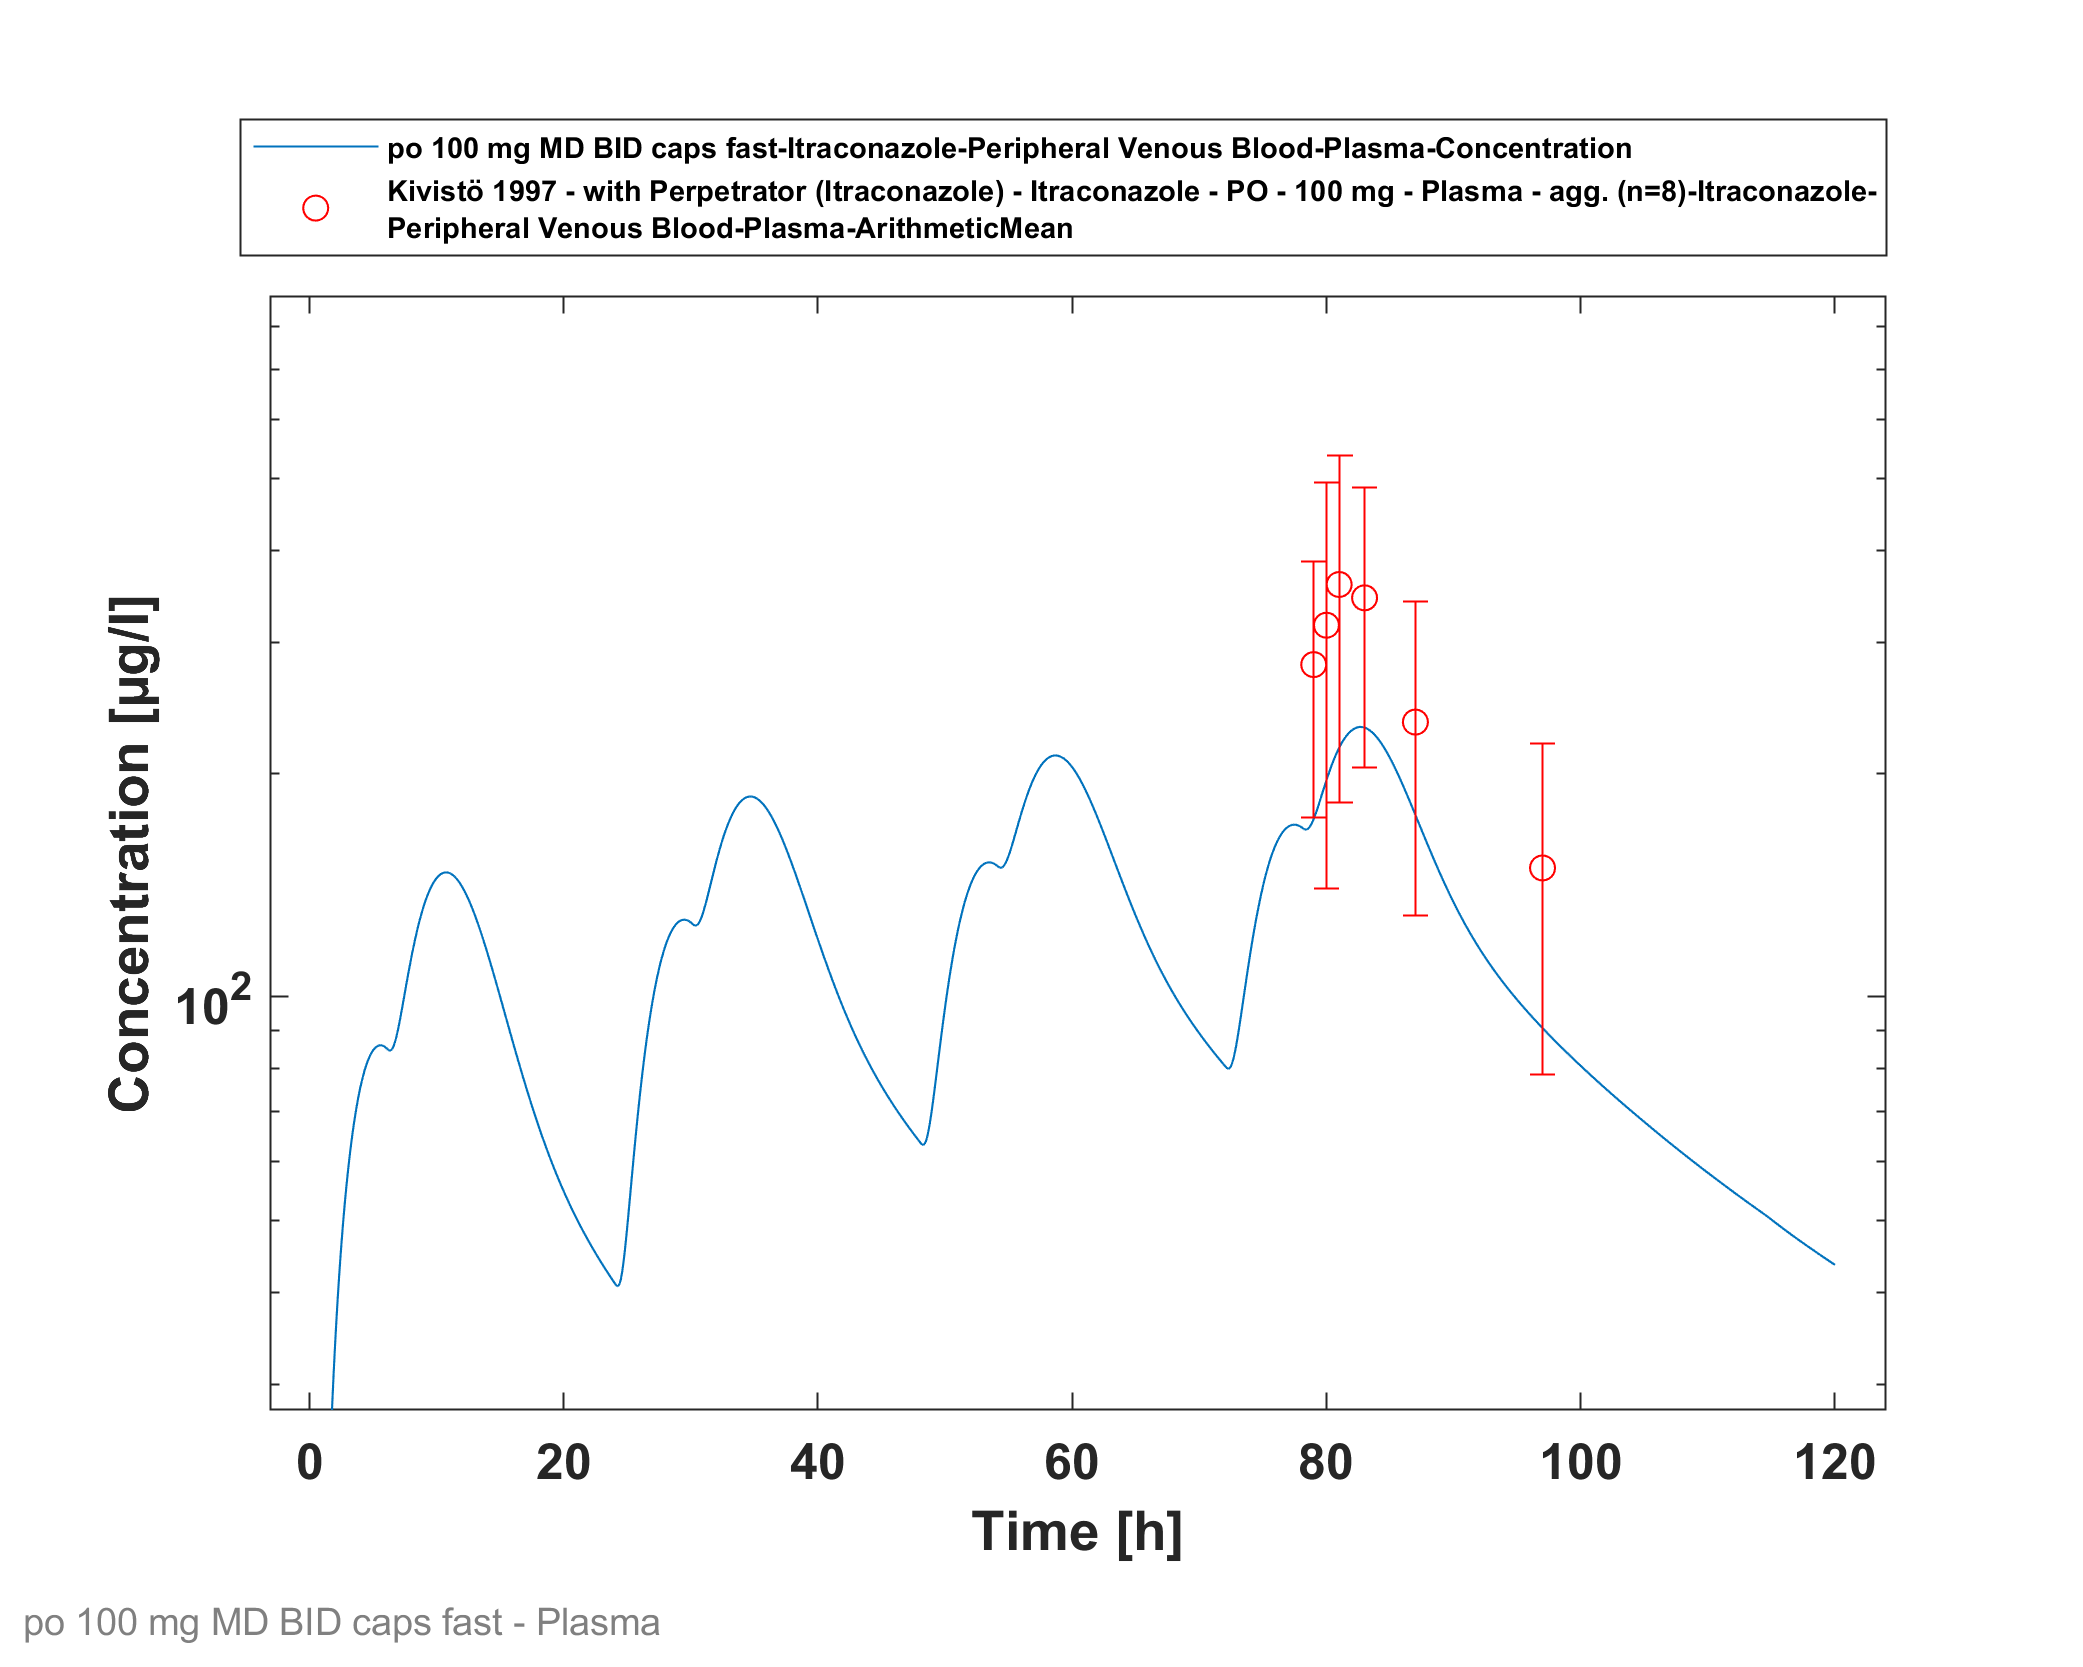 po 100 mg MD BID caps fast-Itraconazole-Peripheral Venous Blood-Plasma-Concentration
Kivistö 1997 - with Perpetrator (Itraconazole) - Itraconazole - PO - 100 mg - Plasma - agg. (n=8)-Itraconazole-
Peripheral Venous Blood-Plasma-ArithmeticMean
Concentration [µg/l]
10²
0 20 40 60 80 100 120
Time [h]
po 100 mg MD BID caps fast - Plasma